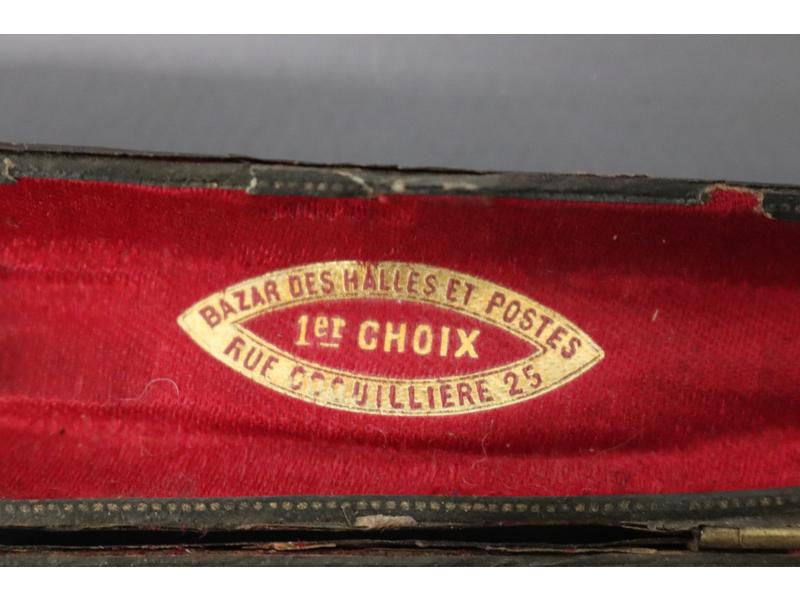 BAZAR DES HALLES ET POSTES
1er CHOIX
RUE COQUILLIÈRE 25